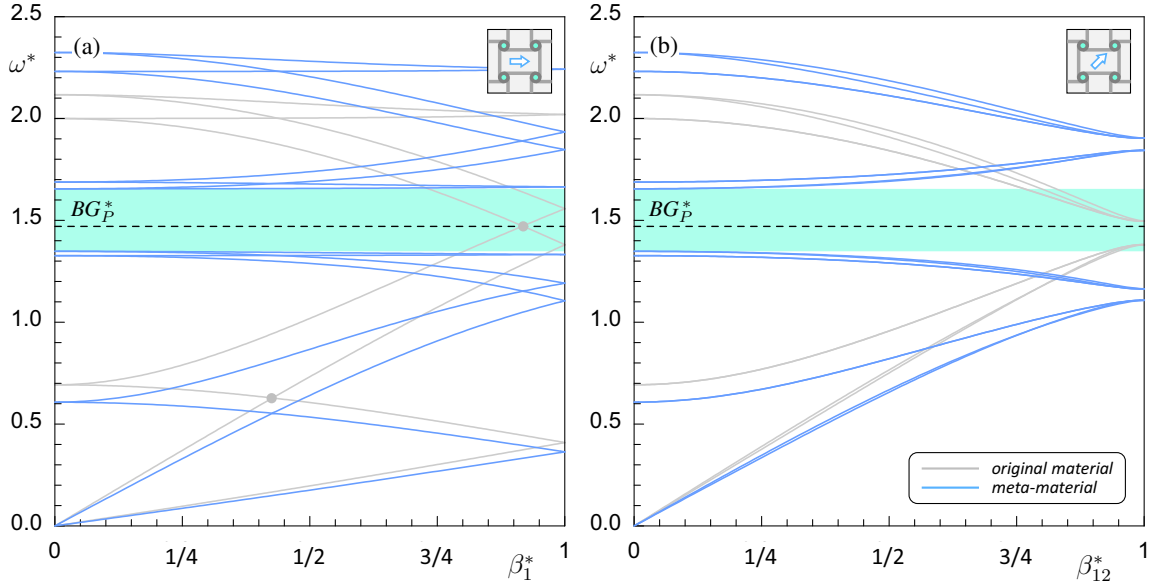 2.5
(a)
ω*
2.0
BG*P
1.5
1.0
0.5
0.0
0
1/4
1/2
3/4
1
β*1
2.5
(b)
ω*
2.0
BG*P
1.5
1.0
0.5
original material
meta-material
0.0
0
1/4
1/2
3/4
1
β*12